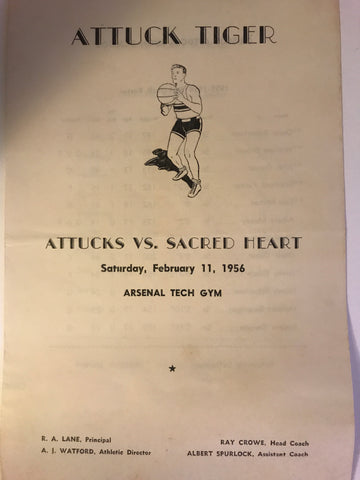 ATTUCK TIGER
ATTUCKS VS. SACRED HEART
Saturday, February 11, 1956
ARSENAL TECH GYM
R. A. LANE, Principal
A. J. WATFORD, Athletic Director
RAY CROWE, Head Coach
ALBERT SPURLOCK, Assistant Coach